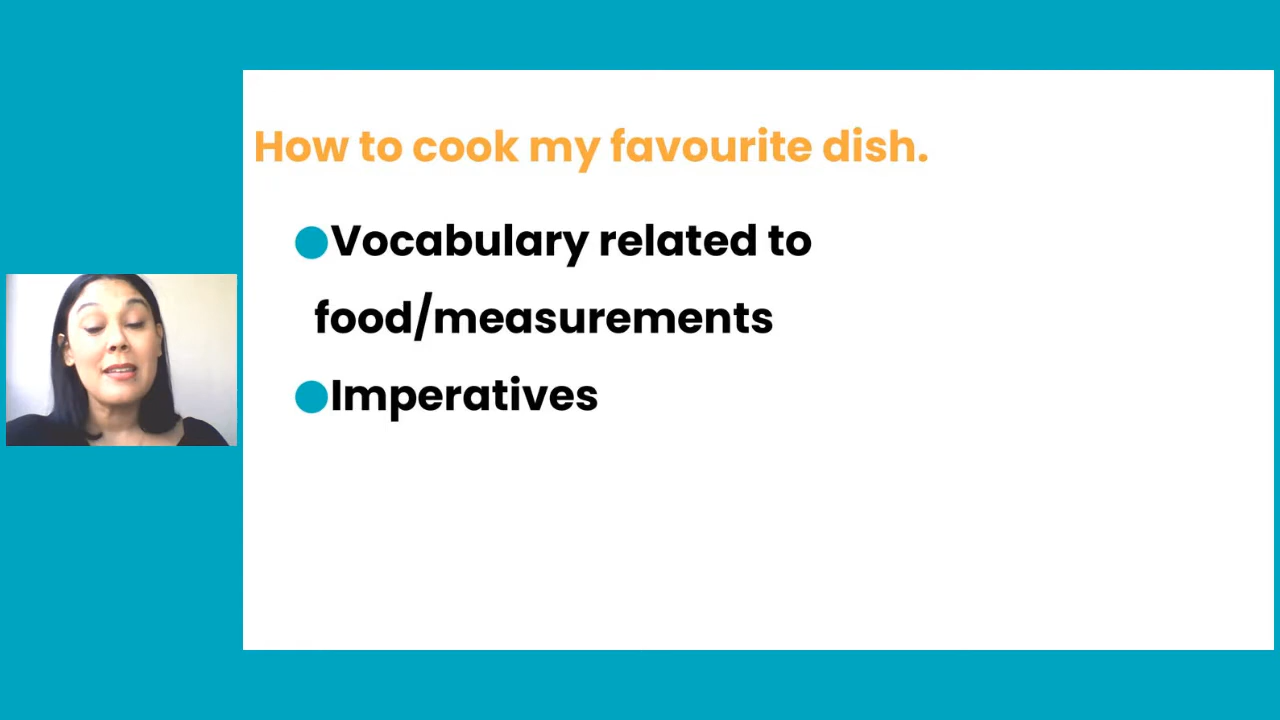 How to cook my favourite dish.
Vocabulary related to
food/measurements
Imperatives